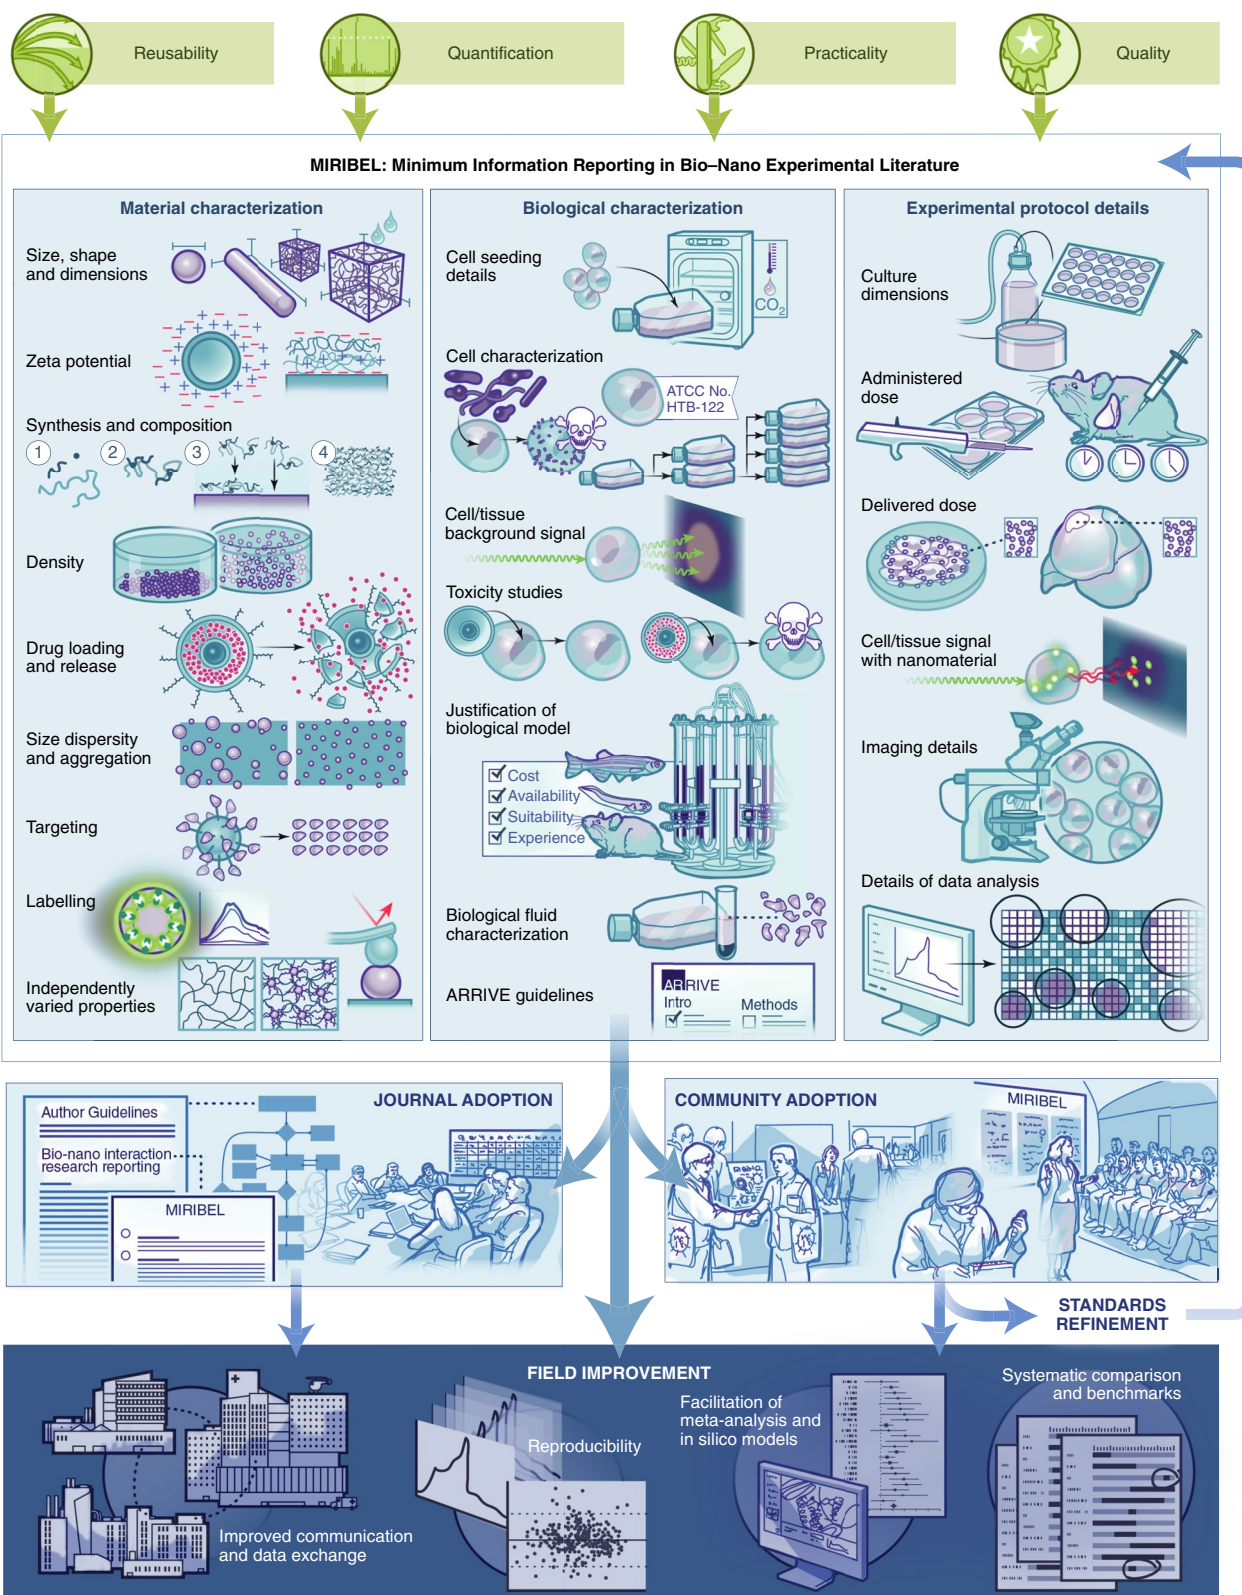 Reusability
Quantification
Practicality
Quality
MIRIBEL: Minimum Information Reporting in Bio–Nano Experimental Literature
Material characterization
Size, shape
and dimensions
Zeta potential
Synthesis and composition
1
2
3
4
Density
Drug loading
and release
Size dispersity
and aggregation
Targeting
Labelling
Independently
varied properties
Biological characterization
Cell seeding
details
CO2
Cell characterization
ATCC No.
HTB-122
Cell/tissue
background signal
Toxicity studies
Justification of
biological model
Cost
Availability
Suitability
Experience
Biological fluid
characterization
ARRIVE guidelines
ARRIVE
Intro
Methods
Experimental protocol details
Culture
dimensions
Administered
dose
Delivered dose
Cell/tissue signal
with nanomaterial
Imaging details
Details of data analysis
JOURNAL ADOPTION
Author Guidelines
Bio-nano interaction
research reporting
MIRIBEL
COMMUNITY ADOPTION
MIRIBEL
STANDARDS
REFINEMENT
FIELD IMPROVEMENT
Improved communication
and data exchange
Reproducibility
Facilitation of
meta-analysis and
in silico models
Systematic comparison
and benchmarks